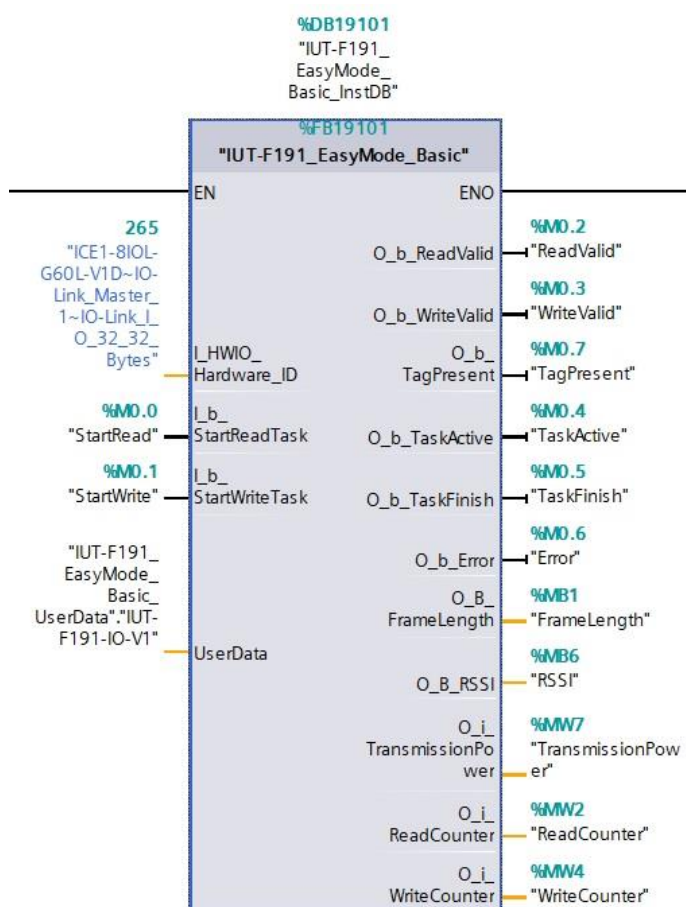 %DB19101
"IUT-F191_
EasyMode_
Basic_InstDB"
%FB19101
"IUT-F191_EasyMode_Basic"
EN
ENO
265
"ICE1-8IOL-
G60L-V1D~IO-
Link_Master_
1~IO-Link_I_
O_32_32_
Bytes"
I_HWIO_
Hardware_ID
%M0.0
"StartRead"
I_b_
StartReadTask
%M0.1
"StartWrite"
I_b_
StartWriteTask
"IUT-F191_
EasyMode_
Basic_
UserData"."IUT-
F191-IO-V1"
UserData
O_b_ReadValid
%M0.2
"ReadValid"
O_b_WriteValid
%M0.3
"WriteValid"
O_b_
TagPresent
%M0.7
"TagPresent"
O_b_TaskActive
%M0.4
"TaskActive"
O_b_TaskFinish
%M0.5
"TaskFinish"
O_b_Error
%M0.6
"Error"
O_B_
FrameLength
%MB1
"FrameLength"
O_B_RSSI
%MB6
"RSSI"
O_i_
TransmissionPo
wer
%MW7
"TransmissionPow
er"
O_i_
ReadCounter
%MW2
"ReadCounter"
O_i_
WriteCounter
%MW4
"WriteCounter"